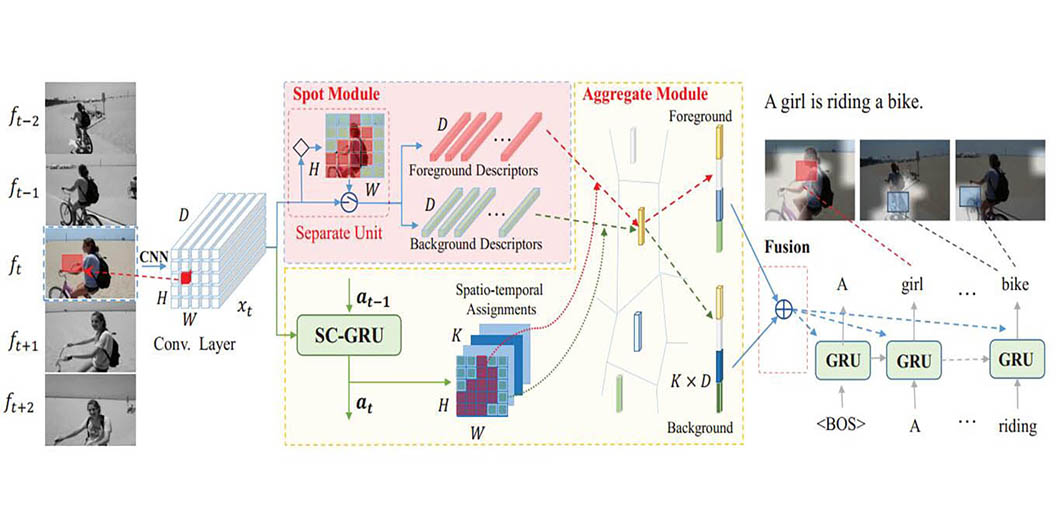 f_{t−2}
f_{t−1}
f_t
f_{t+1}
f_{t+2}
CNN
D
H
W
x_t
Conv. Layer
Spot Module
H
W
Separate Unit
D
Foreground Descriptors
D
Background Descriptors
a_{t−1}
SC-GRU
a_t
Spatio-temporal
Assignments
K
H
W
Aggregate Module
Foreground
K × D
Background
Fusion
A girl is riding a bike.
A
girl
...
bike
GRU
GRU
GRU
<BOS>
A
...
riding